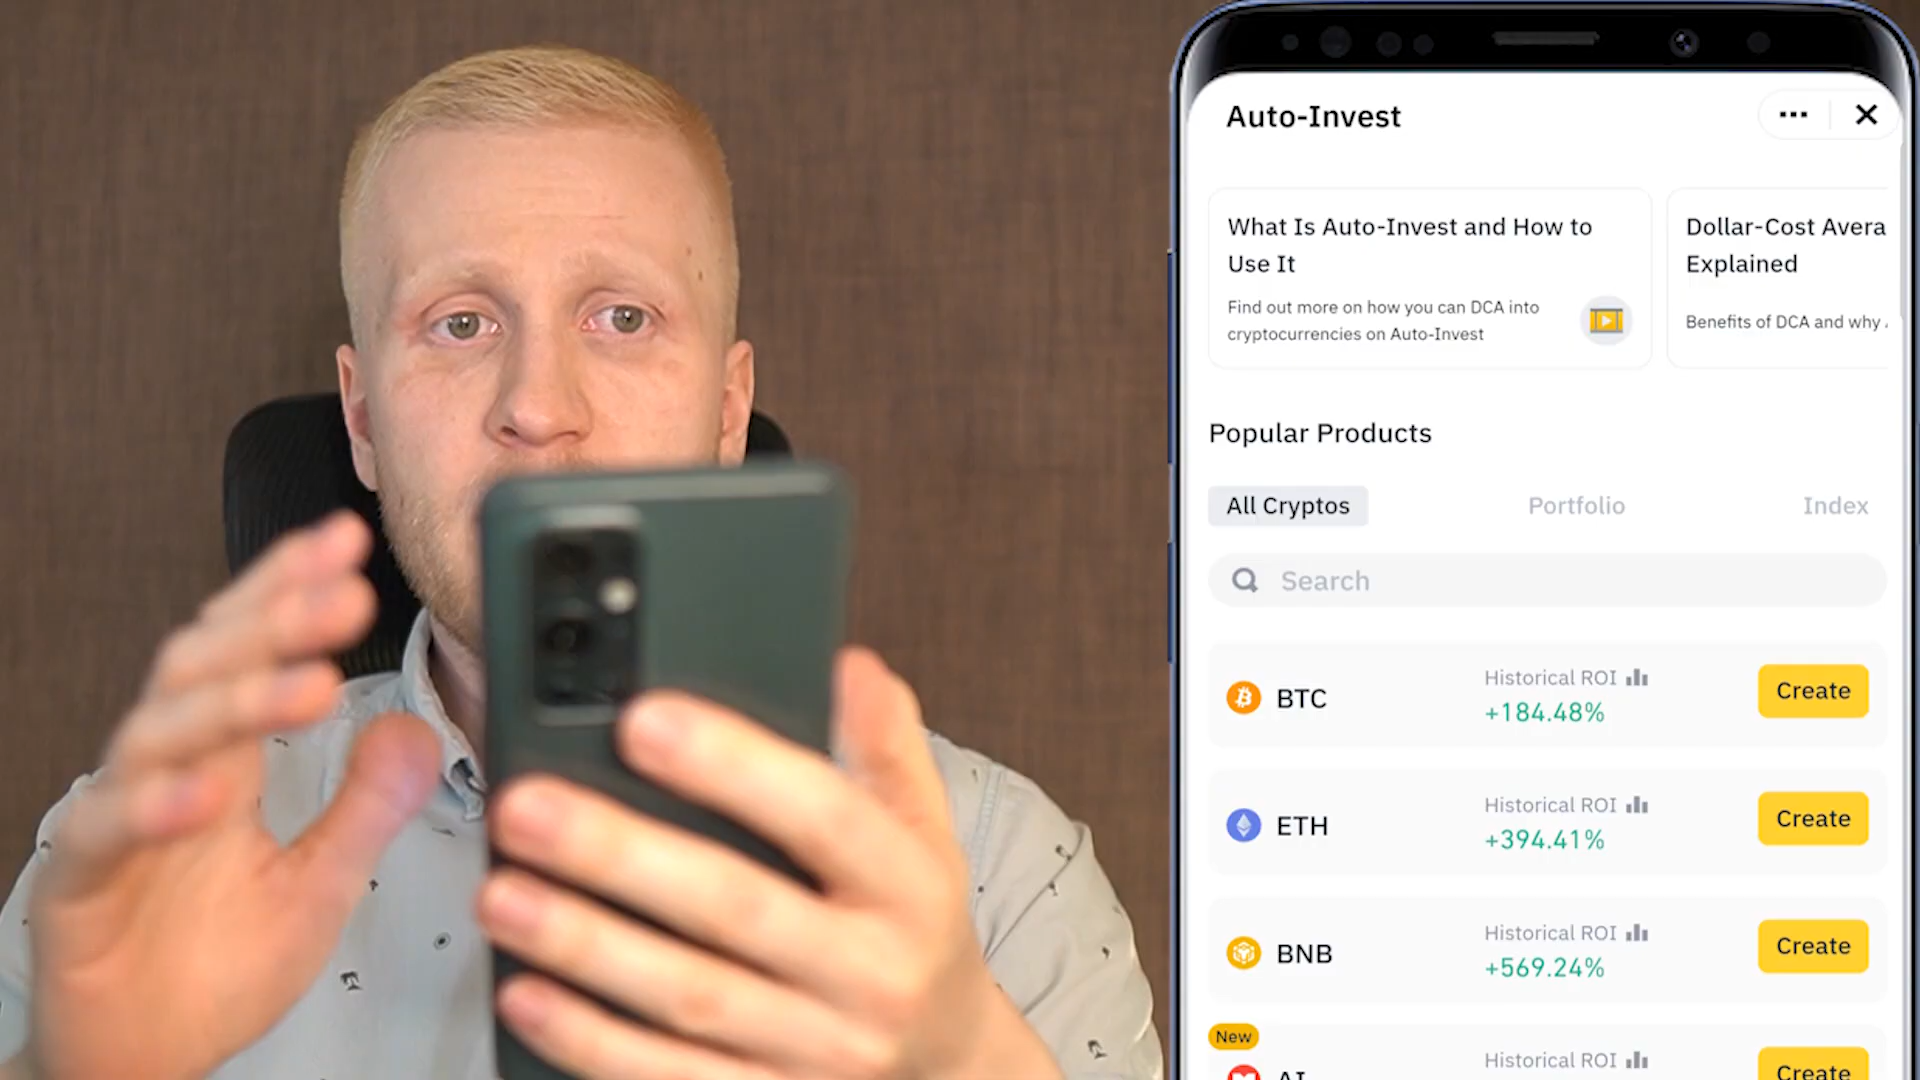 Auto-Invest
What Is Auto-Invest and How to
Use It
Find out more on how you can DCA into
cryptocurrencies on Auto-Invest
Dollar-Cost Avera
Explained
Benefits of DCA and why
Popular Products
All Cryptos
Portfolio
Index
Search
BTC
Historical ROI
+184.48%
Create
ETH
Historical ROI
+394.41%
Create
BNB
Historical ROI
+569.24%
Create
New
AI
Historical ROI
Create